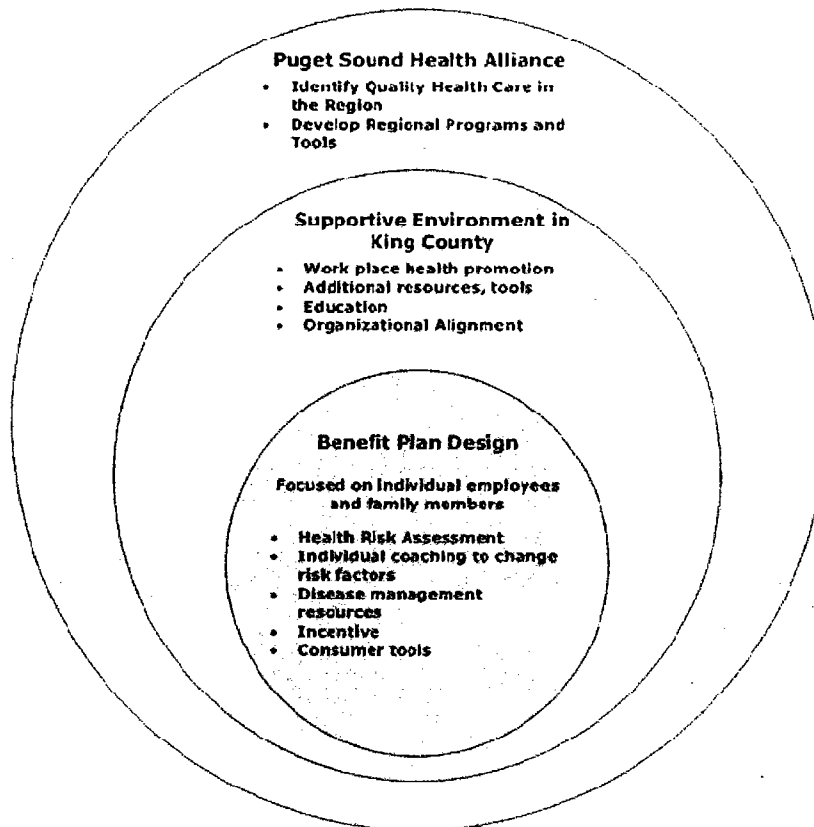 Puget Sound Health Alliance
• Identify Quality Health Care in
the Region
• Develop Regional Programs and
Tools
Supportive Environment in
King County
• Work place health promotion
• Additional resources, tools
• Education
• Organizational Alignment
Benefit Plan Design
Focused on individual employees
and family members
• Health Risk Assessment
• Individual coaching to change
risk factors
• Disease management
resources
• Incentive
• Consumer tools